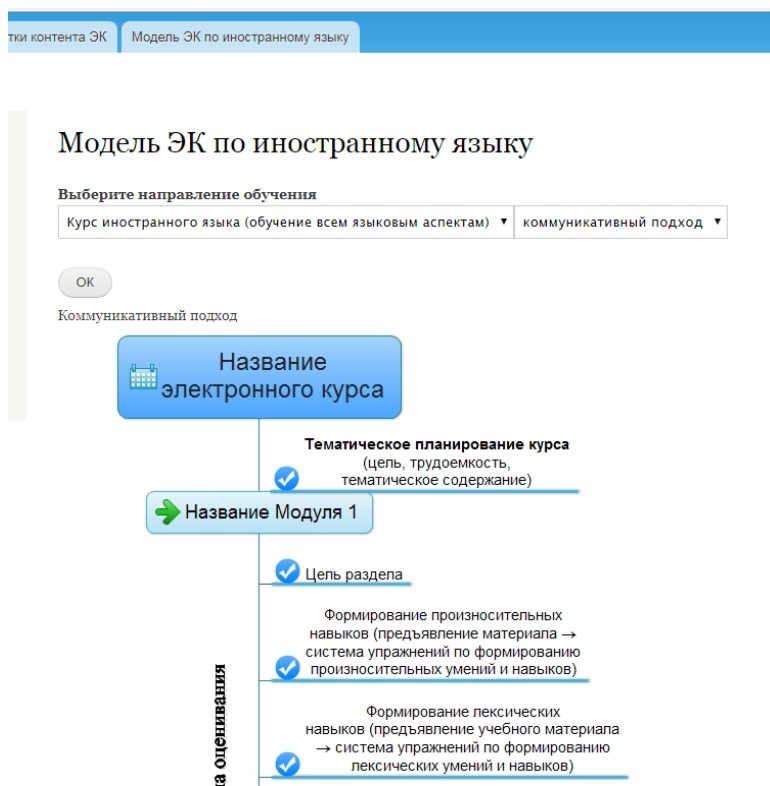 контента ЭК
Модель ЭК по иностранному языку
Модель ЭК по иностранному языку
Выберите направление обучения
Курс иностранного языка (обучение всем языковым аспектам)
коммуникативный подход
ОК
Коммуникативный подход
Название
электронного курса
Тематическое планирование курса
(цель, трудоемкость,
тематическое содержание)
Название Модуля 1
Цель раздела
Формирование произносительных
навыков (предъявление материала →
система упражнений по формированию
произносительных умений и навыков)
Формирование лексических
навыков (предъявление учебного материала
→ система упражнений по формированию
лексических умений и навыков)
оценивания